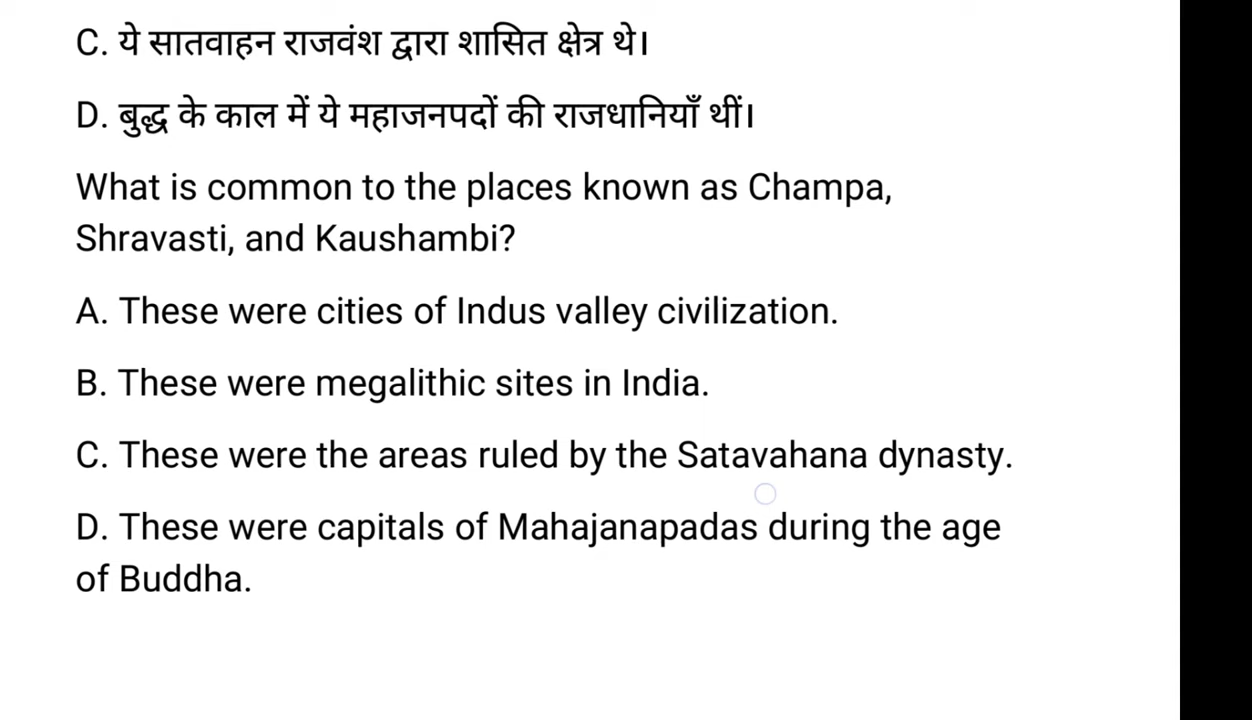 C. ये सातवाहन राजवंश द्वारा शासित क्षेत्र थे।
D. बुद्ध के काल में ये महाजनपदों की राजधानियाँ थीं।
What is common to the places known as Champa,
Shravasti, and Kaushambi?
A. These were cities of Indus valley civilization.
B. These were megalithic sites in India.
C. These were the areas ruled by the Satavahana dynasty.
D. These were capitals of Mahajanapadas during the age
of Buddha.